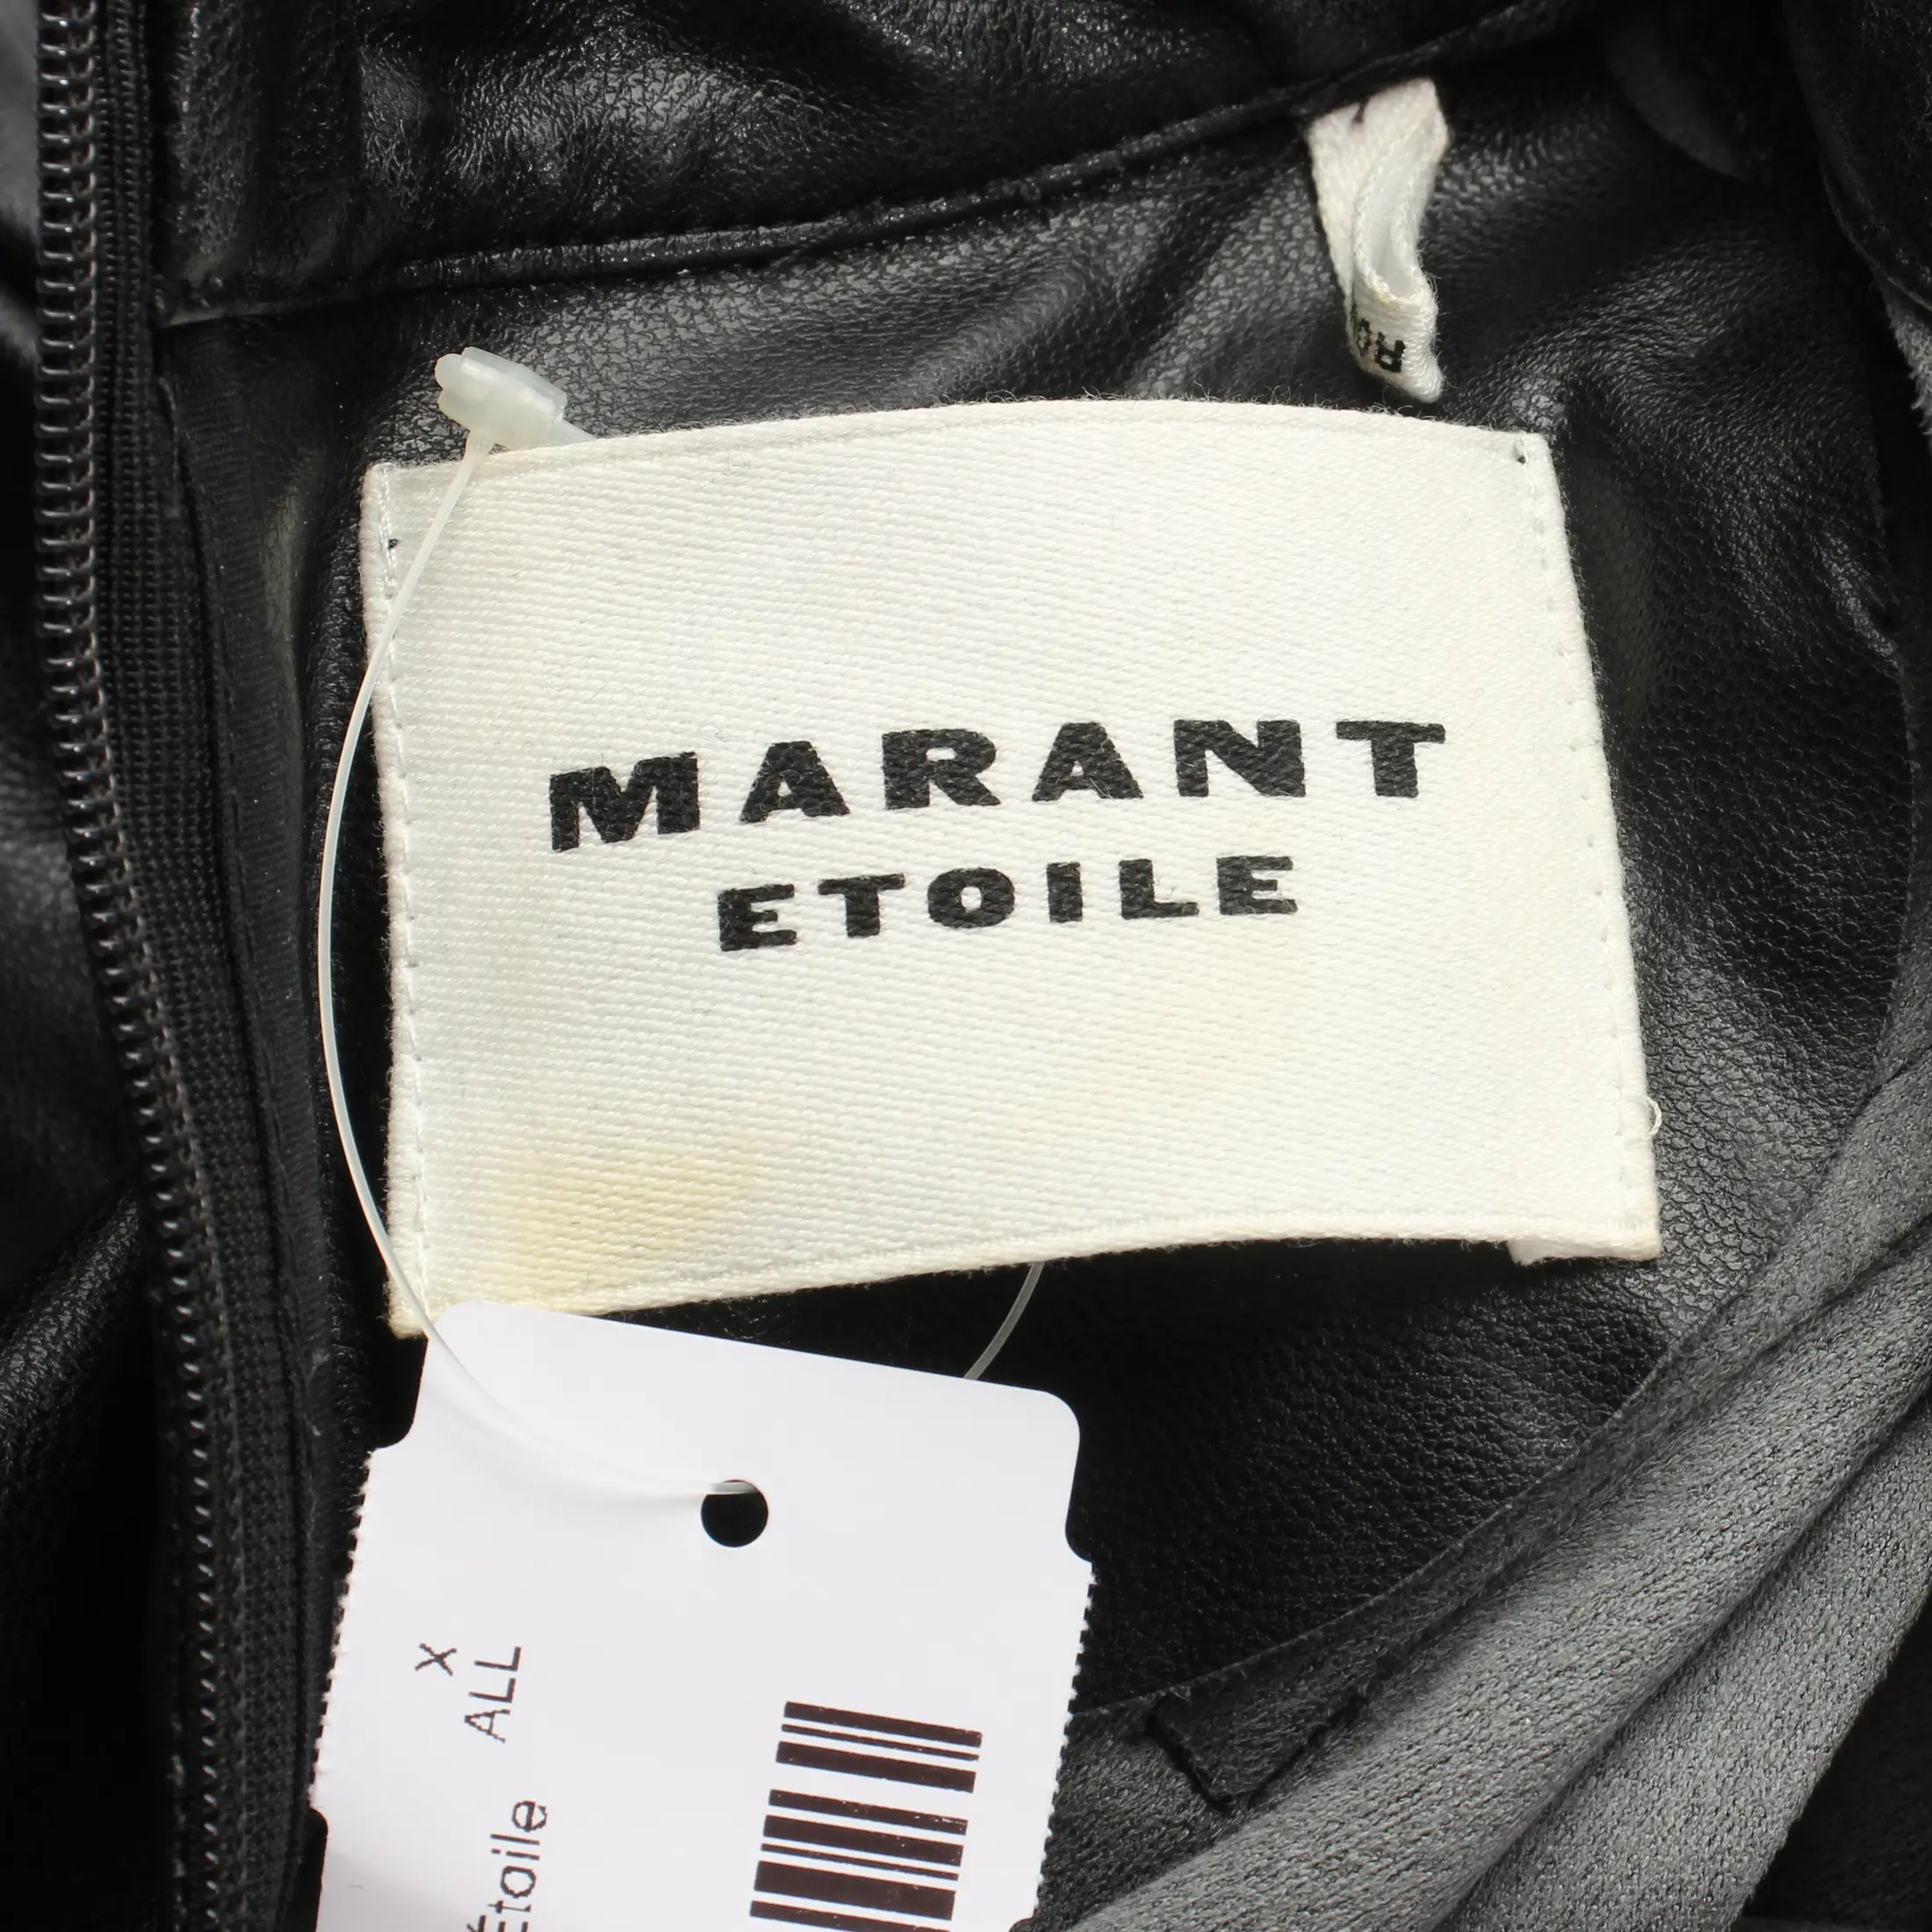 MARANT
ETOILE
X
ALL
Étoile